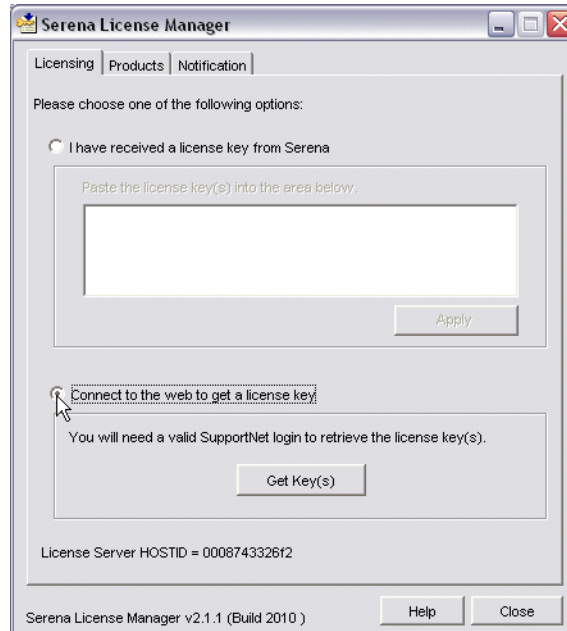 Serena License Manager
Licensing Products Notification
Please choose one of the following options:
I have received a license key from Serena
Paste the license key(s) into the area below.
Apply
Connect to the web to get a license key
You will need a valid SupportNet login to retrieve the license key(s).
Get Key(s)
License Server HOSTID = 0008743326f2
Serena License Manager v2.1.1 (Build 2010 )
Help
Close